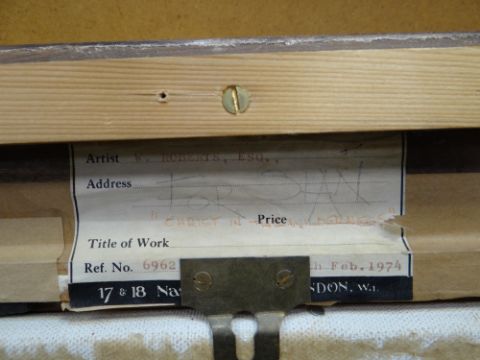 Artist W. ROBERTS, ESQ.,
Address FOR
Price
"CHRIST IN
Title of Work
Ref. No. 6962 th Feb, 1974
17 & 18 NDON, W.1.